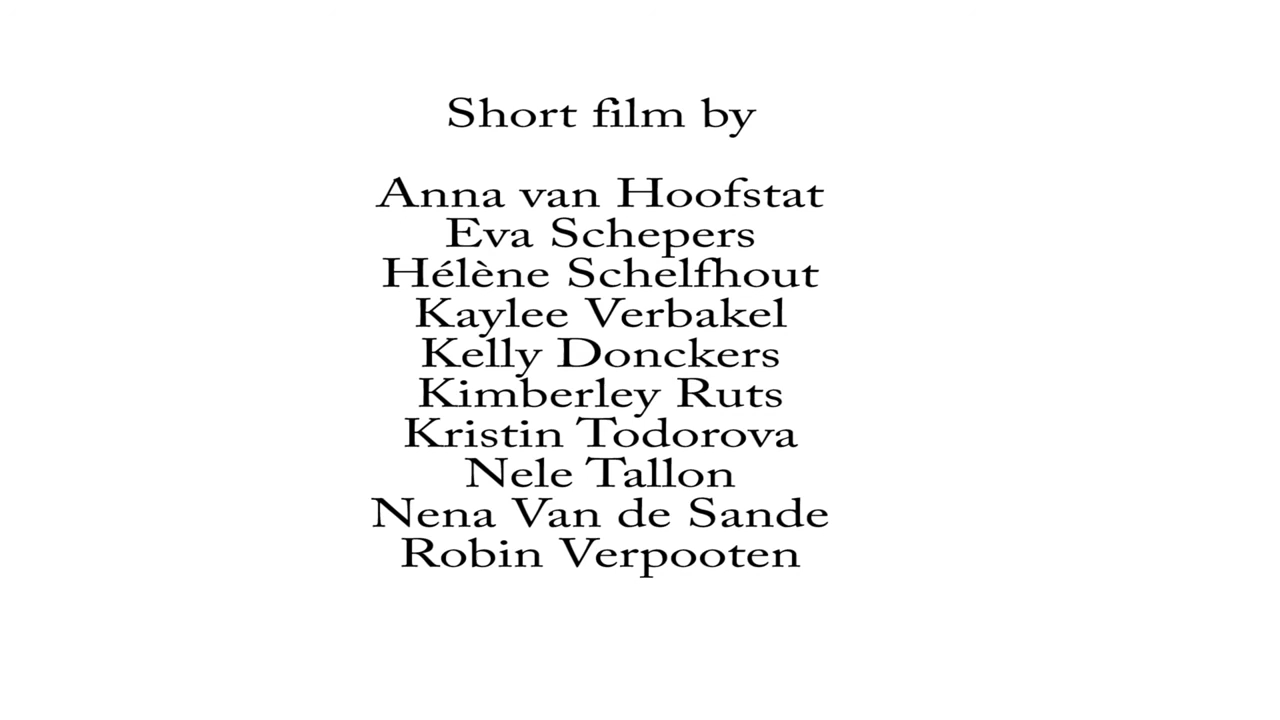 Short film by
Anna van Hoofstat
Eva Schepers
Hélène Schelfhout
Kaylee Verbakel
Kelly Donckers
Kimberley Ruts
Kristin Todorova
Nele Tallon
Nena Van de Sande
Robin Verpooten